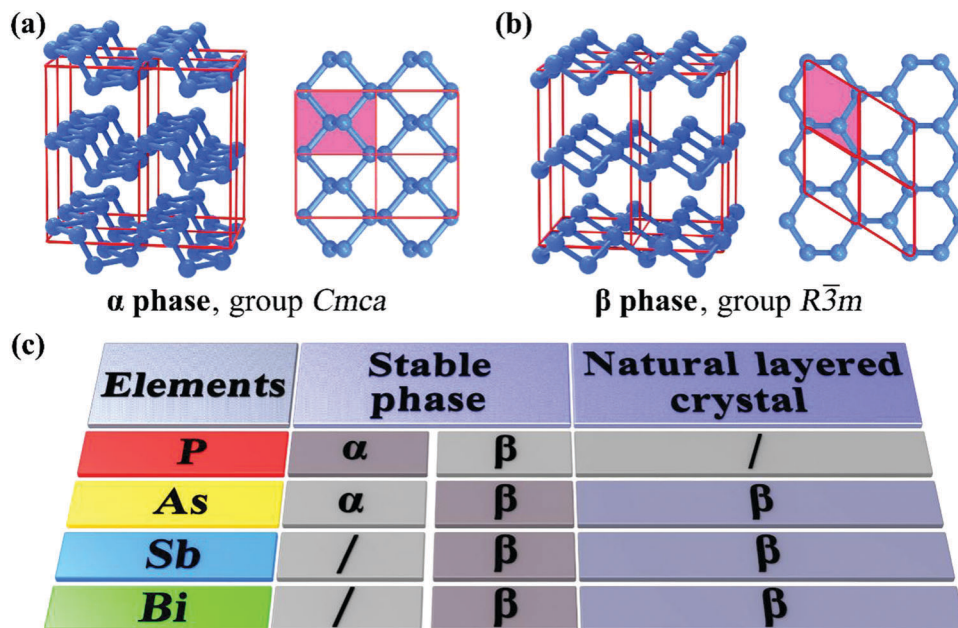 (a)
(b)
α phase, group Cmca
β phase, group R3̅m
(c)
Elements
Stable
phase
Natural layered
crystal
P α β /
As α β β
Sb / β β
Bi / β β